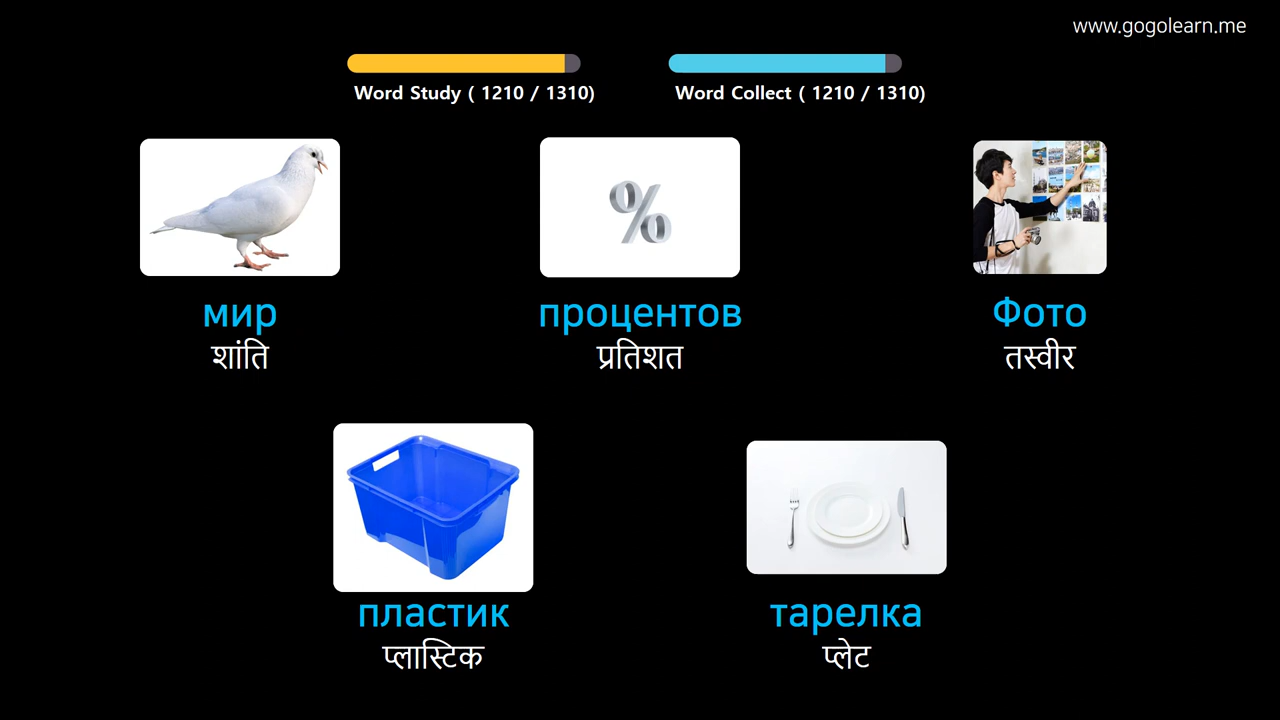 www.gogolearn.me
Word Study ( 1210 / 1310)
Word Collect ( 1210 / 1310)
%
мир
शांति
процентов
प्रतिशत
Фото
तस्वीर
пластик
प्लास्टिक
тарелка
प्लेट